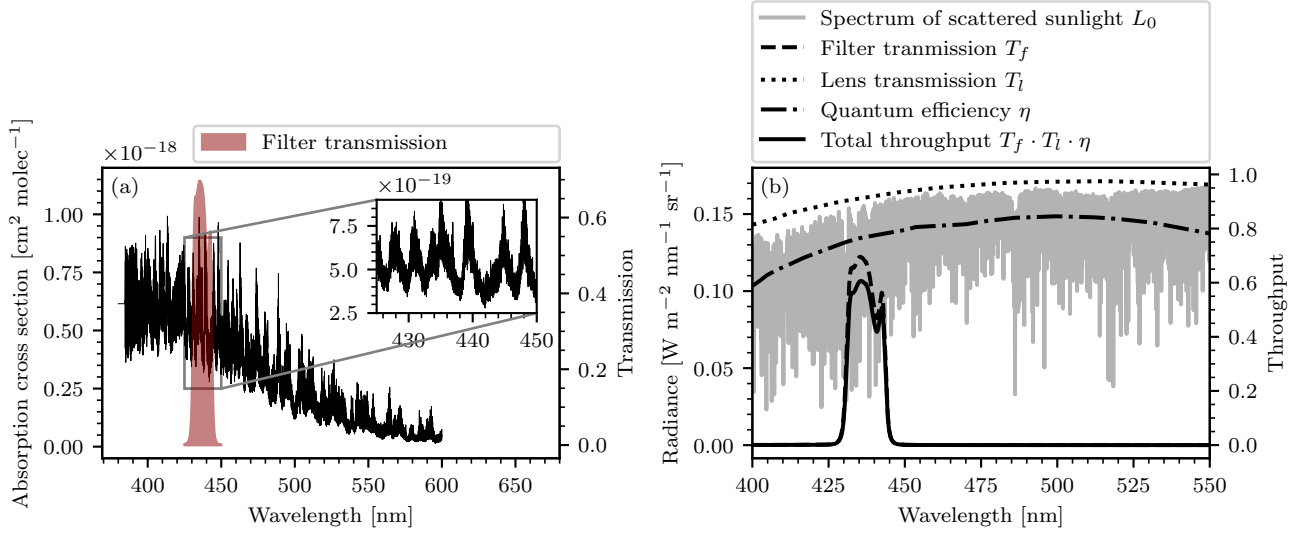 Filter transmission
×10−18
(a)
Absorption cross section [cm2 molec−1]
1.00
0.75
0.50
0.25
0.00
400
450
500
550
600
650
Wavelength [nm]
0.6
0.4
0.2
0.0
Transmission
×10−19
7.5
5.0
2.5
430
440
450
Spectrum of scattered sunlight L0
Filter tranmission Tf
Lens transmission Tl
Quantum efficiency η
Total throughput Tf · Tl · η
(b)
Radiance [W m−2 nm−1 sr−1]
0.15
0.10
0.05
0.00
400
425
450
475
500
525
550
Wavelength [nm]
1.0
0.8
0.6
0.4
0.2
0.0
Throughput